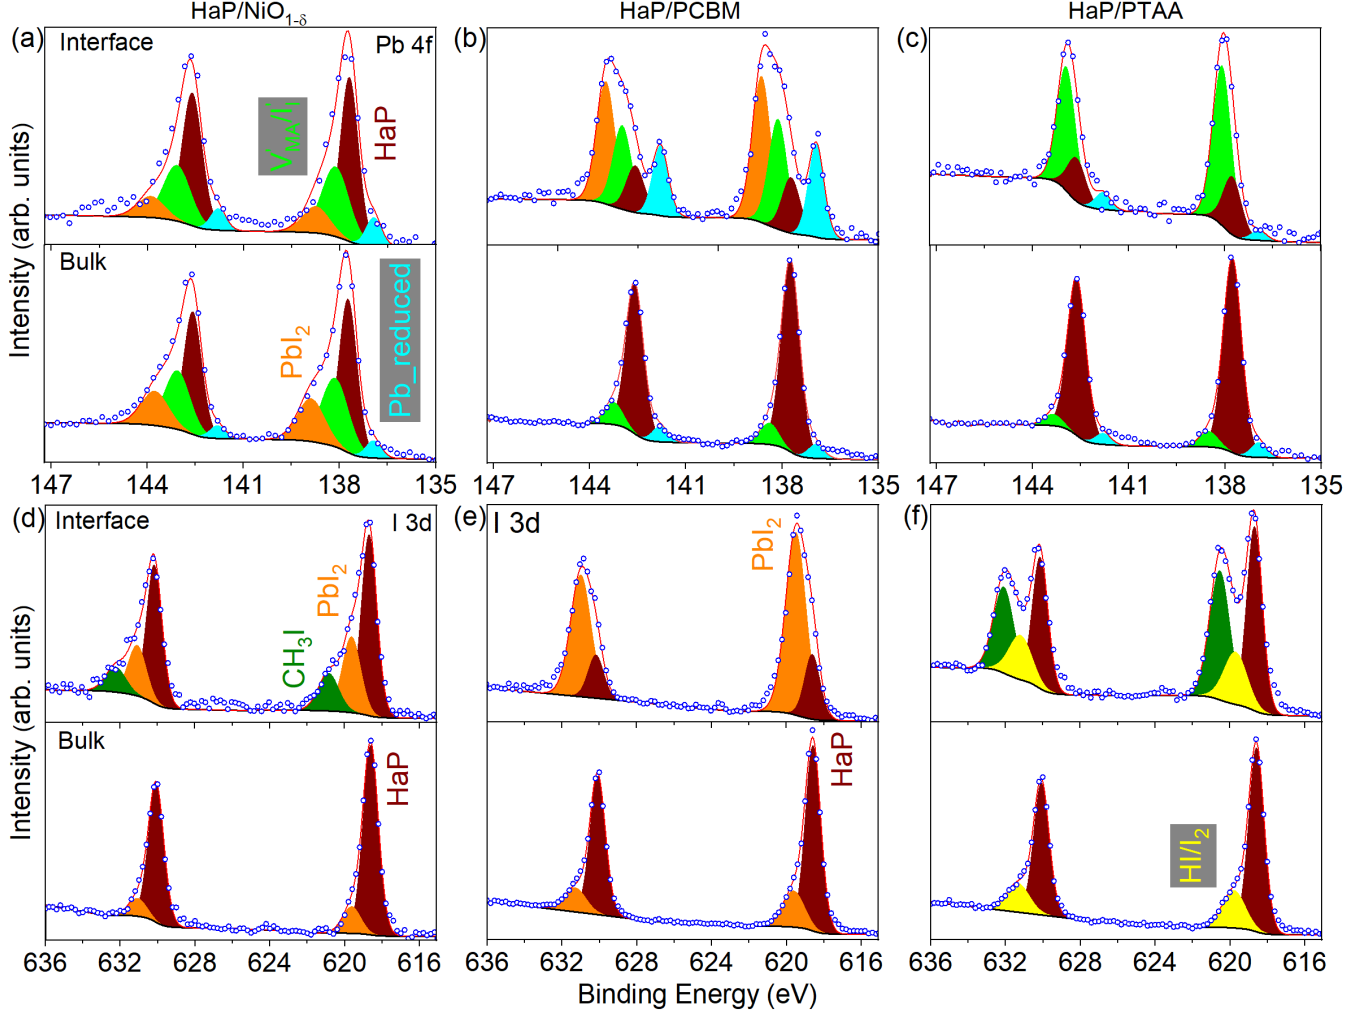 HaP/NiO₁₋δ
HaP/PCBM
HaP/PTAA
(a)
Interface
Pb 4f
(b)
(c)
HaP
Bulk
PbI₂
Pb_reduced
147 144 141 138 135
147 144 141 138 135
147 144 141 138 135
Intensity (arb. units)
(d)
Interface
I 3d
(e)
I 3d
(f)
CH₃I
PbI₂
PbI₂
Bulk
HaP
HaP
HI/I₂
636 632 628 624 620 616
636 632 628 624 620 616
636 632 628 624 620 616
Intensity (arb. units)
Binding Energy (eV)